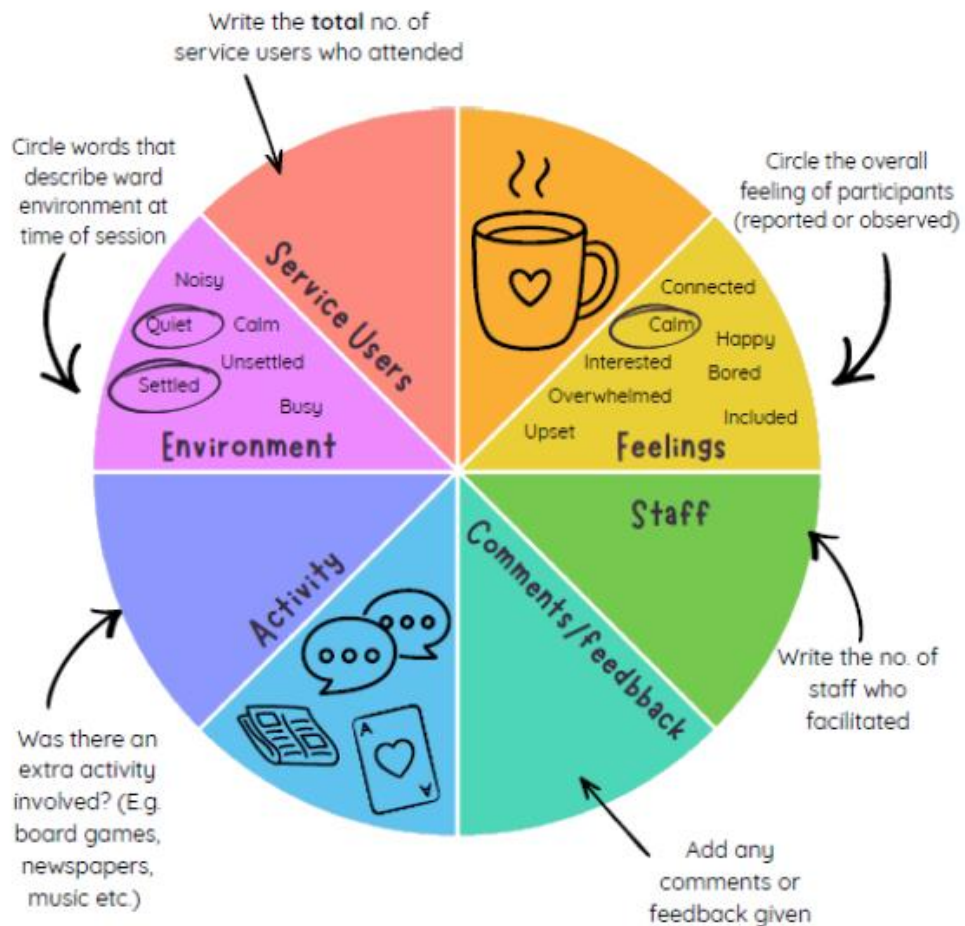 Write the total no. of
service users who attended
Circle words that
describe ward
environment at
time of session
Circle the overall
feeling of participants
(reported or observed)
Service Users
Noisy
Quiet
Calm
Unsettled
Settled
Busy
Environment
Connected
Calm
Happy
Interested
Bored
Overwhelmed
Included
Upset
Feelings
Staff
Activity
Comments/feedbback
A
A
Write the no. of
staff who
facilitated
Was there an
extra activity
involved? (E.g.
board games,
newspapers,
music etc.)
Add any
comments or
feedback given